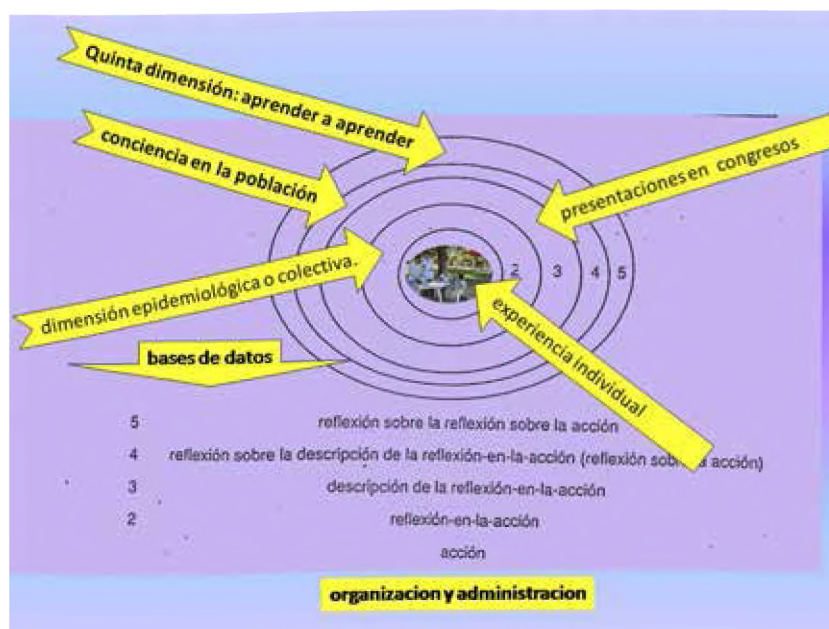 Quinta dimensión: aprender a aprender
conciencia en la población
presentaciones en congresos
2 3 4 5
dimensión epidemiológica o colectiva.
experiencia individual
bases de datos
5 reflexión sobre la reflexión sobre la acción
4 reflexión sobre la descripción de la reflexión-en-la-acción (reflexión acción)
3 descripción de la reflexión-en-la-acción
2 reflexión-en-la-acción
acción
organizacion y administracion